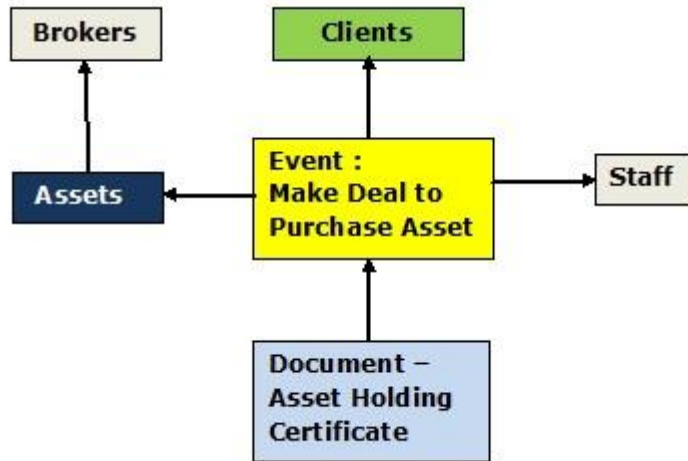 Brokers
Clients
Event :
Make Deal to
Purchase Asset
Assets
Staff
Document –
Asset Holding
Certificate